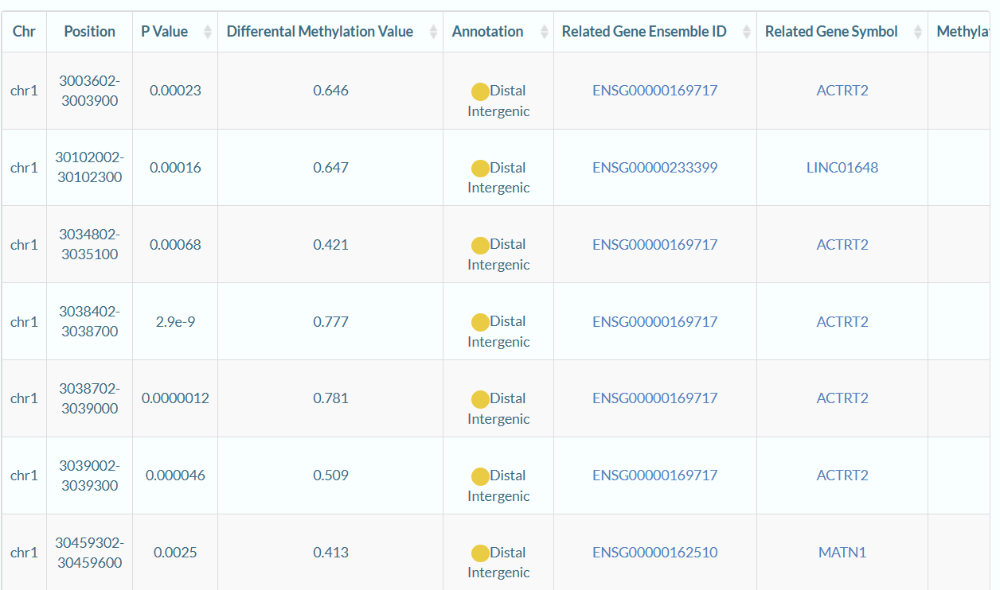 Chr Position P Value Differental Methylation Value Annotation Related Gene Ensemble ID Related Gene Symbol Methyla
chr1 3003602-
3003900 0.00023 0.646 Distal
Intergenic ENSG00000169717 ACTRT2
chr1 30102002-
30102300 0.00016 0.647 Distal
Intergenic ENSG00000233399 LINC01648
chr1 3034802-
3035100 0.00068 0.421 Distal
Intergenic ENSG00000169717 ACTRT2
chr1 3038402-
3038700 2.9e-9 0.777 Distal
Intergenic ENSG00000169717 ACTRT2
chr1 3038702-
3039000 0.0000012 0.781 Distal
Intergenic ENSG00000169717 ACTRT2
chr1 3039002-
3039300 0.000046 0.509 Distal
Intergenic ENSG00000169717 ACTRT2
chr1 30459302-
30459600 0.0025 0.413 Distal
Intergenic ENSG00000162510 MATN1